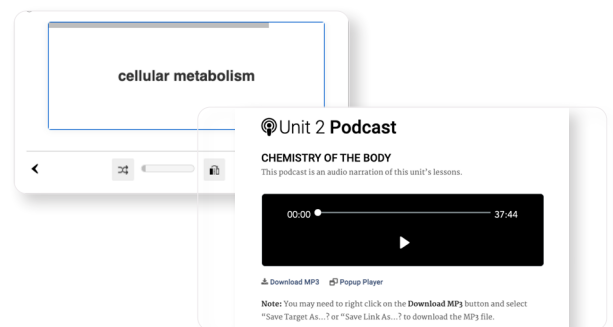 cellular metabolism
Unit 2 Podcast
CHEMISTRY OF THE BODY
This podcast is an audio narration of this unit's lessons.
00:00 37:44
Download MP3 Popup Player
Note: You may need to right click on the Download MP3 button and select
"Save Target As...? or "Save Link As...? to download the MP3 file.